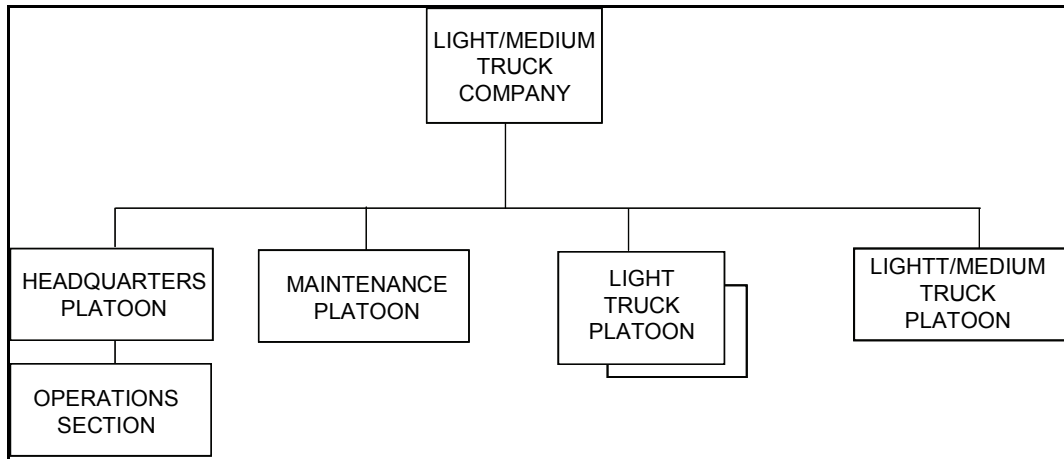 LIGHT/MEDIUM
TRUCK
COMPANY
HEADQUARTERS
PLATOON
MAINTENANCE
PLATOON
LIGHT
TRUCK
PLATOON
LIGHTT/MEDIUM
TRUCK
PLATOON
OPERATIONS
SECTION